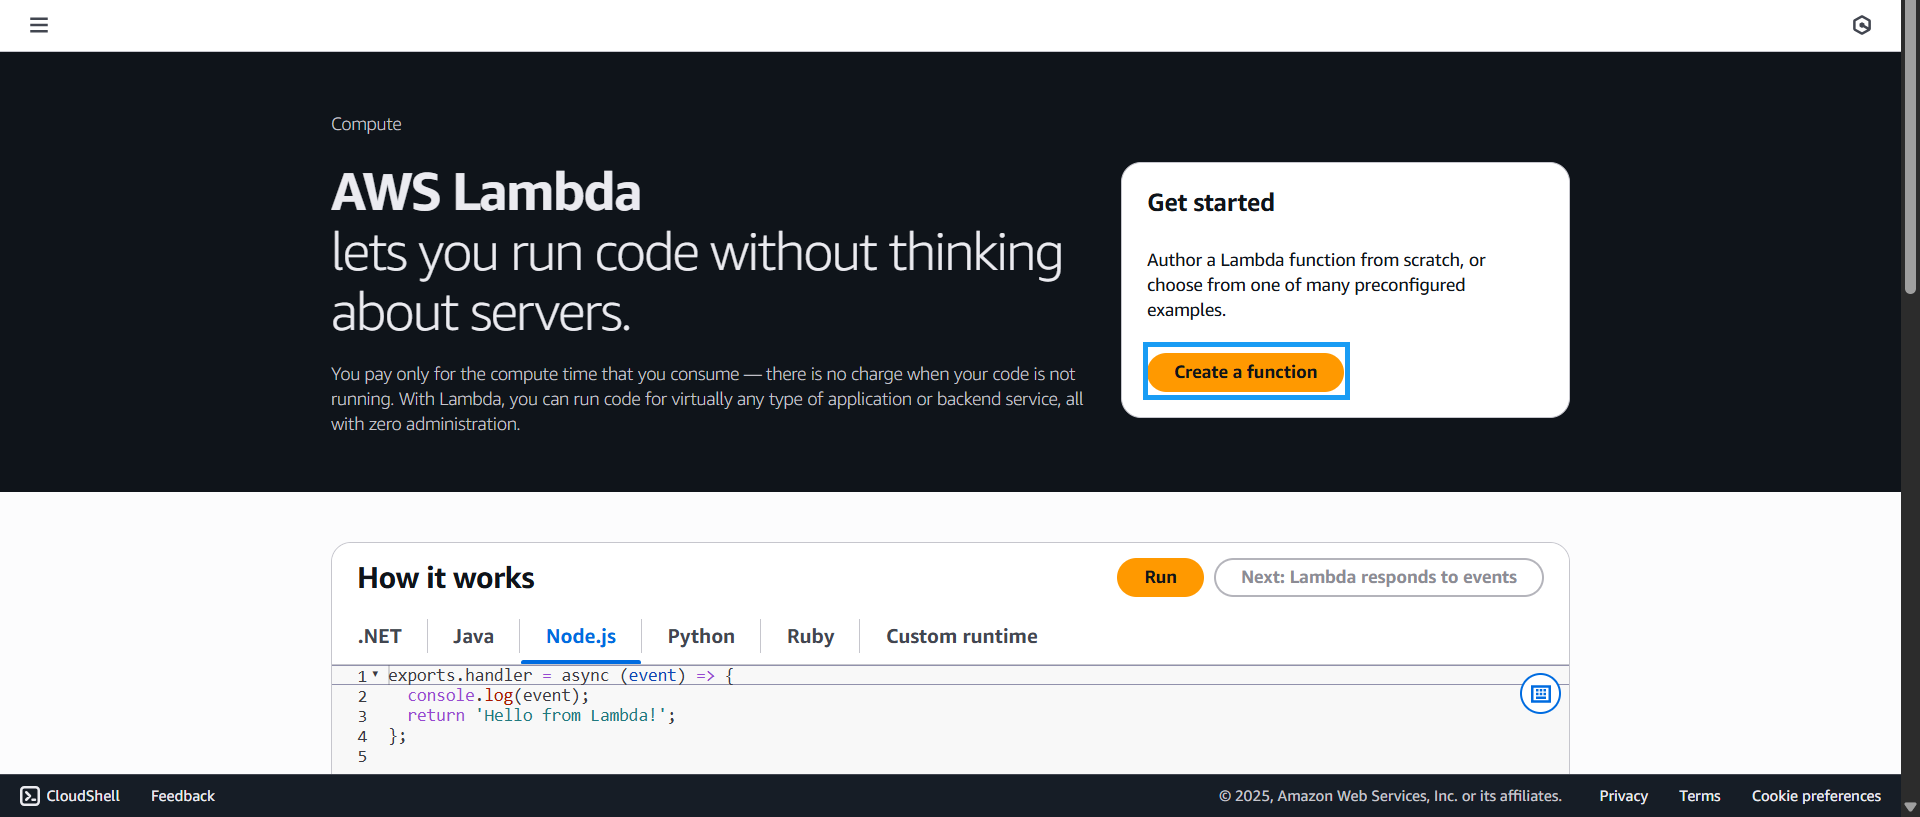 Compute
AWS Lambda
lets you run code without thinking
about servers.
You pay only for the compute time that you consume — there is no charge when your code is not
running. With Lambda, you can run code for virtually any type of application or backend service, all
with zero administration.
Get started
Author a Lambda function from scratch, or
choose from one of many preconfigured
examples.
Create a function
How it works
Run
Next: Lambda responds to events
.NET
Java
Node.js
Python
Ruby
Custom runtime
1 exports.handler = async (event) => {
2 console.log(event);
3 return 'Hello from Lambda!';
4 };
5
CloudShell
Feedback
© 2025, Amazon Web Services, Inc. or its affiliates.
Privacy
Terms
Cookie preferences